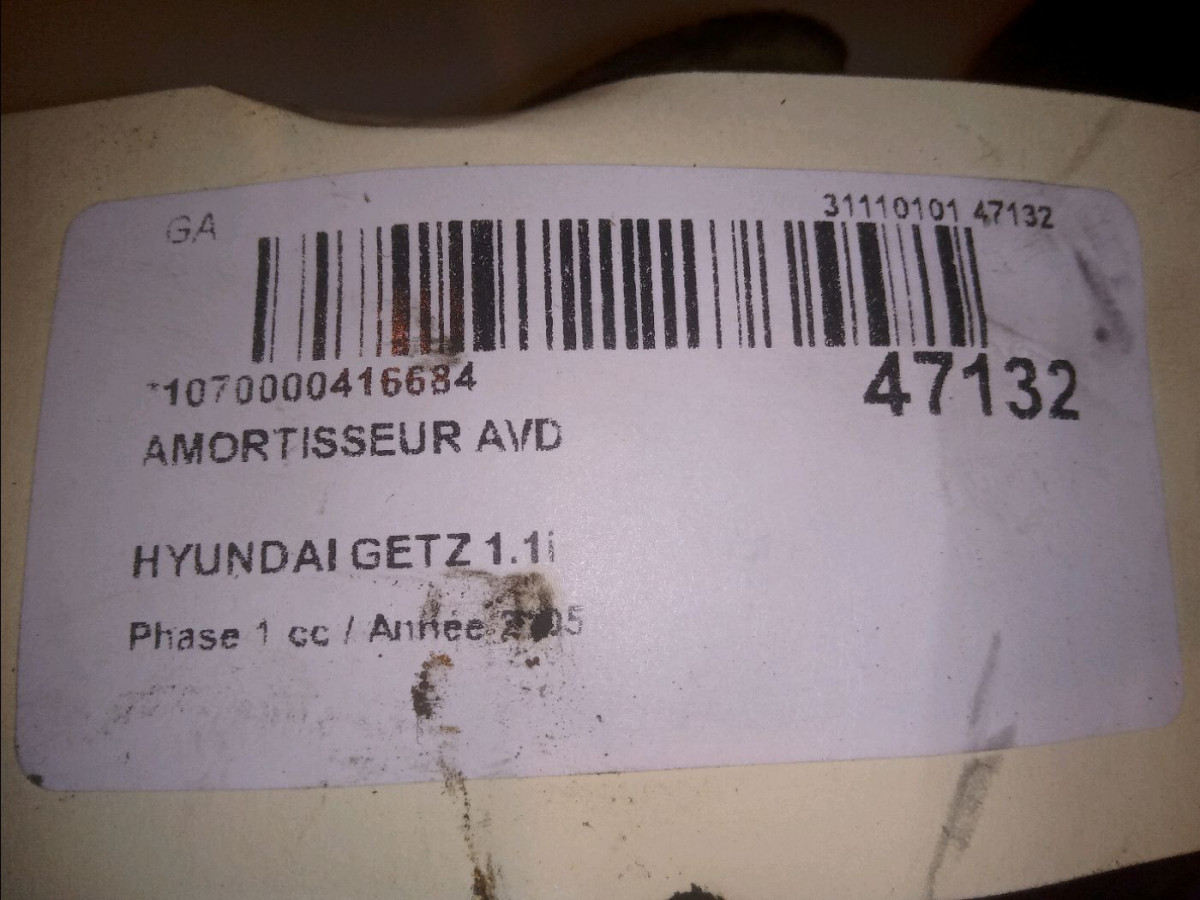 GA
31110101 47132
*1070000416684
47132
AMORTISSEUR AVD
HYUNDAI GETZ 1.1i
Phase 1 cc / Année